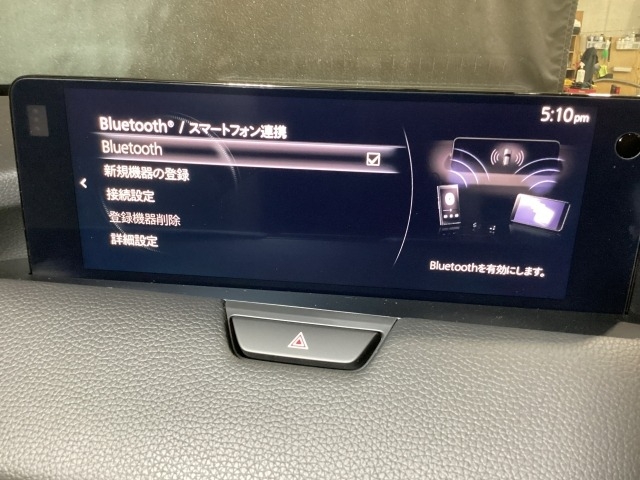 5:10pm
Bluetooth® / スマートフォン連携
Bluetooth
新規機器の登録
接続設定
登録機器削除
詳細設定
Bluetoothを有効にします。